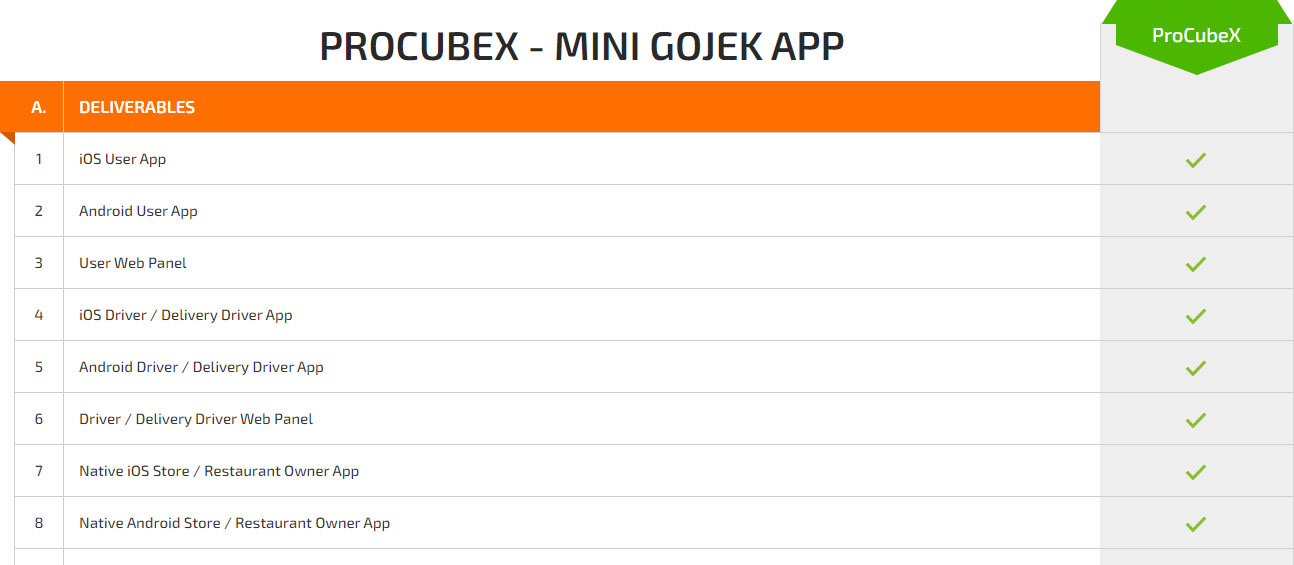 PROCUBEX - MINI GOJEK APP
ProCubeX
A. DELIVERABLES
1 iOS User App
2 Android User App
3 User Web Panel
4 iOS Driver / Delivery Driver App
5 Android Driver / Delivery Driver App
6 Driver / Delivery Driver Web Panel
7 Native iOS Store / Restaurant Owner App
8 Native Android Store / Restaurant Owner App